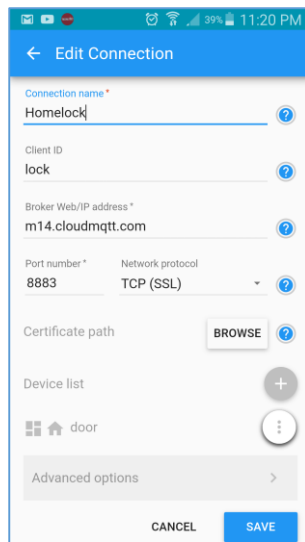 39% 11:20 PM
Edit Connection
Connection name *
Homelock
?
Client ID
lock
?
Broker Web/IP address *
m14.cloudmqtt.com
?
Port number * Network protocol
8883 TCP (SSL) ?
Certificate path BROWSE ?
Device list +
door
Advanced options >
CANCEL SAVE